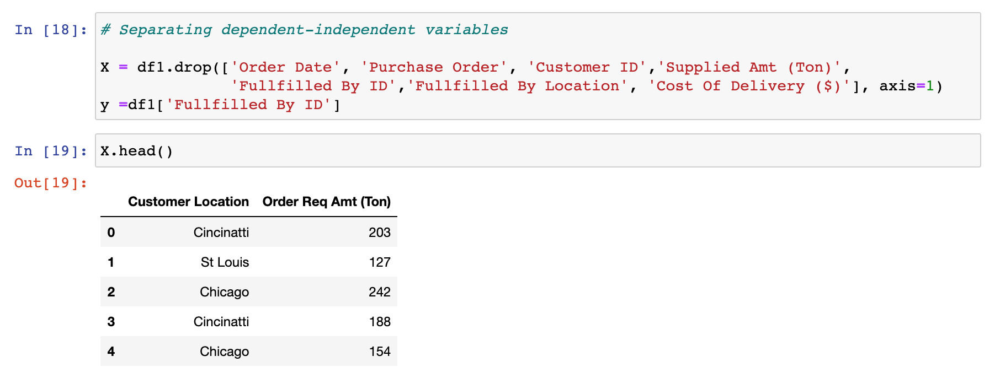 In [18]: # Separating dependent-independent variables
X = df1.drop(['Order Date', 'Purchase Order', 'Customer ID','Supplied Amt (Ton)',
'Fullfilled By ID','Fullfilled By Location', 'Cost Of Delivery ($)'], axis=1)
y =df1['Fullfilled By ID']
In [19]: X.head()
Out[19]:
Customer Location Order Req Amt (Ton)
0 Cincinatti 203
1 St Louis 127
2 Chicago 242
3 Cincinatti 188
4 Chicago 154